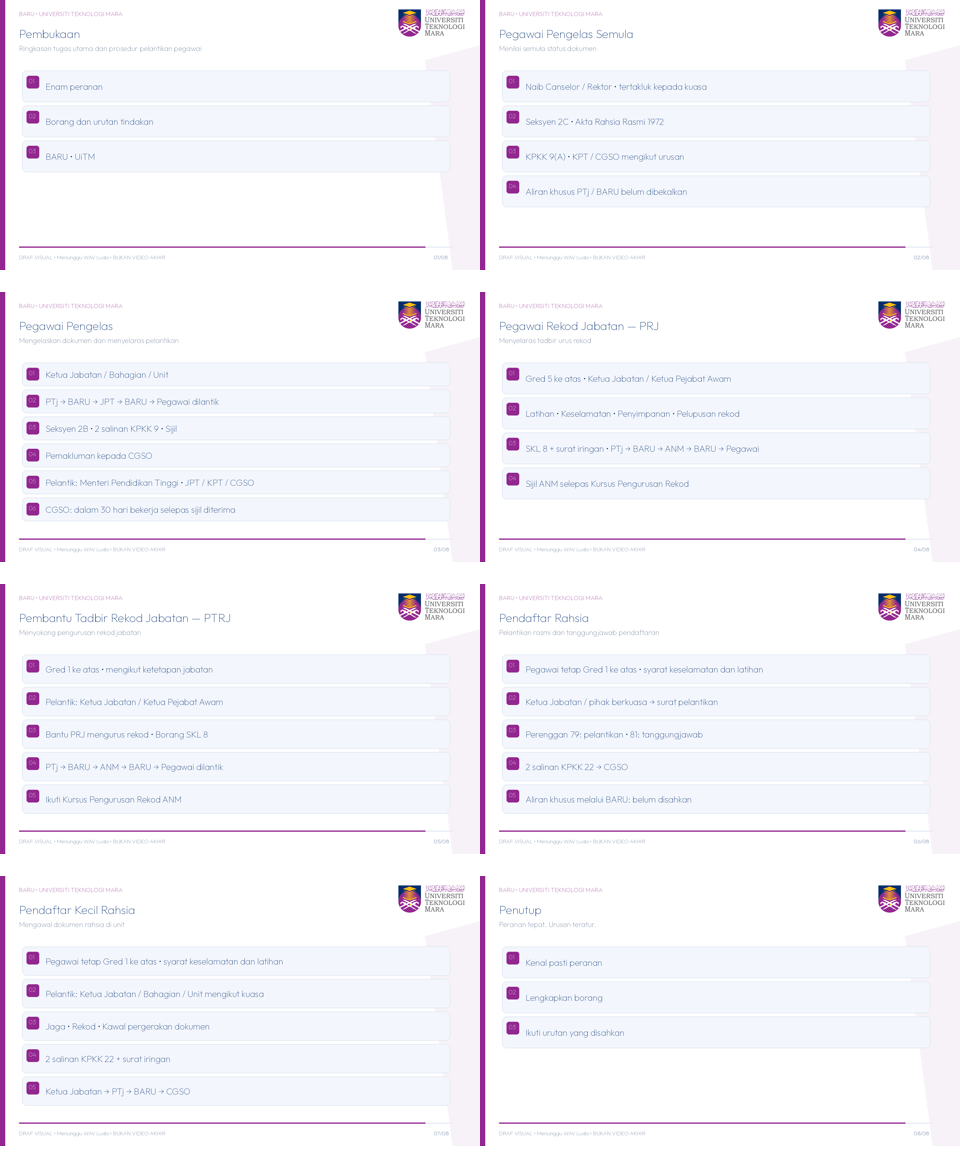 BARU • UNIVERSITI TEKNOLOGI MARA
UNIVERSITI
TEKNOLOGI
MARA
Pembukaan
Ringkasan tugas utama dan prosedur pelantikan pegawai
01 Enam peranan
02 Borang dan urutan tindakan
03 BARU • UiTM
DRAF VISUAL • Menunggu WAV Lucia • BUKAN VIDEO AKHIR 01/08
UNIVERSITI
TEKNOLOGI
MARA
Pegawai Pengelas Semula
Menilai semula status dokumen
01 Naib Canselor / Rektor • tertakluk kepada kuasa
02 Seksyen 2C • Akta Rahsia Rasmi 1972
03 KPKK 9(A) • KPT / CGSO mengikut urusan
04 Aliran khusus PTj / BARU belum dibekalkan
DRAF VISUAL • Menunggu WAV Lucia • BUKAN VIDEO AKHIR 02/08
BARU • UNIVERSITI TEKNOLOGI MARA
UNIVERSITI
TEKNOLOGI
MARA
Pegawai Pengelas
Mengelaskan dokumen dan menyelaras pelantikan
01 Ketua Jabatan / Bahagian / Unit
02 PTj → BARU → JPT → BARU → Pegawai dilantik
03 Seksyen 2B • 2 salinan KPKK 9 • Sijil
04 Pemakluman kepada CGSO
05 Pelantik: Menteri Pendidikan Tinggi • JPT / KPT / CGSO
06 CGSO: dalam 30 hari bekerja selepas sijil diterima
DRAF VISUAL • Menunggu WAV Lucia • BUKAN VIDEO AKHIR 03/08
BARU • UNIVERSITI TEKNOLOGI MARA
UNIVERSITI
TEKNOLOGI
MARA
Pegawai Rekod Jabatan — PRJ
Menyelaras tadbir urus rekod
01 Gred 5 ke atas • Ketua Jabatan / Ketua Pejabat Awam
02 Latihan • Keselamatan • Penyimpanan • Pelupusan rekod
03 SKL 8 + surat iringan • PTj → BARU → ANM → BARU → Pegawai
04 Sijil ANM selepas Kursus Pengurusan Rekod
DRAF VISUAL • Menunggu WAV Lucia • BUKAN VIDEO AKHIR 04/08
BARU • UNIVERSITI TEKNOLOGI MARA
UNIVERSITI
TEKNOLOGI
MARA
Pembantu Tadbir Rekod Jabatan — PTRJ
Menyokong pengurusan rekod jabatan
01 Gred 1 ke atas • mengikut ketetapan jabatan
02 Pelantik: Ketua Jabatan / Ketua Pejabat Awam
03 Bantu PRJ mengurus rekod • Borang SKL 8
04 PTj → BARU → ANM → BARU → Pegawai dilantik
05 Ikuti Kursus Pengurusan Rekod ANM
DRAF VISUAL • Menunggu WAV Lucia • BUKAN VIDEO AKHIR 05/08
BARU • UNIVERSITI TEKNOLOGI MARA
UNIVERSITI
TEKNOLOGI
MARA
Pendaftar Rahsia
Pelantikan rasmi dan tanggungjawab pendaftaran
01 Pegawai tetap Gred 1 ke atas • syarat keselamatan dan latihan
02 Ketua Jabatan / pihak berkuasa → surat pelantikan
03 Perenggan 79: pelantikan • 81: tanggungjawab
04 2 salinan KPKK 22 → CGSO
05 Aliran khusus melalui BARU: belum disahkan
DRAF VISUAL • Menunggu WAV Lucia • BUKAN VIDEO AKHIR 06/08
BARU • UNIVERSITI TEKNOLOGI MARA
UNIVERSITI
TEKNOLOGI
MARA
Pendaftar Kecil Rahsia
Mengawal dokumen rahsia di unit
01 Pegawai tetap Gred 1 ke atas • syarat keselamatan dan latihan
02 Pelantik: Ketua Jabatan / Bahagian / Unit mengikut kuasa
03 Jaga • Rekod • Kawal pergerakan dokumen
04 2 salinan KPKK 22 + surat iringan
05 Ketua Jabatan → PTj → BARU → CGSO
DRAF VISUAL • Menunggu WAV Lucia • BUKAN VIDEO AKHIR 07/08
BARU • UNIVERSITI TEKNOLOGI MARA
UNIVERSITI
TEKNOLOGI
MARA
Penutup
Peranan tepat. Urusan teratur.
01 Kenal pasti peranan
02 Lengkapkan borang
03 Ikuti urutan yang disahkan
DRAF VISUAL • Menunggu WAV Lucia • BUKAN VIDEO AKHIR 08/08